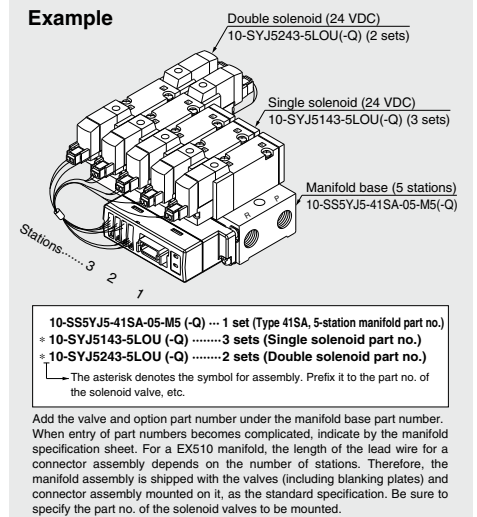 Example
Double solenoid (24 VDC)
10-SYJ5243-5LOU(-Q) (2 sets)
Single solenoid (24 VDC)
10-SYJ5143-5LOU(-Q) (3 sets)
Manifold base (5 stations)
10-SS5YJ5-41SA-05-M5(-Q)
R P
Stations······· 3 2 1
10-SS5YJ5-41SA-05-M5 (-Q) ··· 1 set (Type 41SA, 5-station manifold part no.)
* 10-SYJ5143-5LOU (-Q) ········ 3 sets (Single solenoid part no.)
* 10-SYJ5243-5LOU (-Q) ········ 2 sets (Double solenoid part no.)
The asterisk denotes the symbol for assembly. Prefix it to the part no. of
the solenoid valve, etc.
Add the valve and option part number under the manifold base part number.
When entry of part numbers becomes complicated, indicate by the manifold
specification sheet. For a EX510 manifold, the length of the lead wire for a
connector assembly depends on the number of stations. Therefore, the
manifold assembly is shipped with the valves (including blanking plates) and
connector assembly mounted on it, as the standard specification. Be sure to
specify the part no. of the solenoid valves to be mounted.